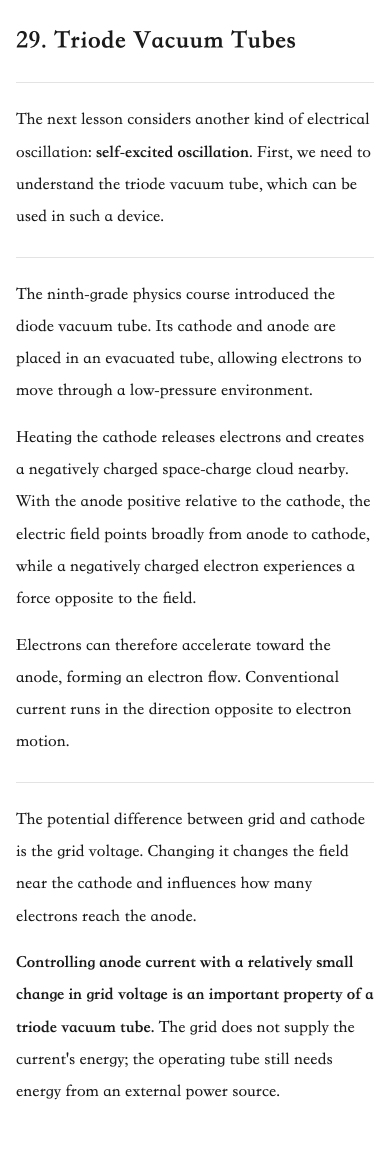 29. Triode Vacuum Tubes
The next lesson considers another kind of electrical
oscillation: self-excited oscillation. First, we need to
understand the triode vacuum tube, which can be
used in such a device.
The ninth-grade physics course introduced the
diode vacuum tube. Its cathode and anode are
placed in an evacuated tube, allowing electrons to
move through a low-pressure environment.
Heating the cathode releases electrons and creates
a negatively charged space-charge cloud nearby.
With the anode positive relative to the cathode, the
electric field points broadly from anode to cathode,
while a negatively charged electron experiences a
force opposite to the field.
Electrons can therefore accelerate toward the
anode, forming an electron flow. Conventional
current runs in the direction opposite to electron
motion.
The potential difference between grid and cathode
is the grid voltage. Changing it changes the field
near the cathode and influences how many
electrons reach the anode.
Controlling anode current with a relatively small
change in grid voltage is an important property of a
triode vacuum tube. The grid does not supply the
current's energy; the operating tube still needs
energy from an external power source.